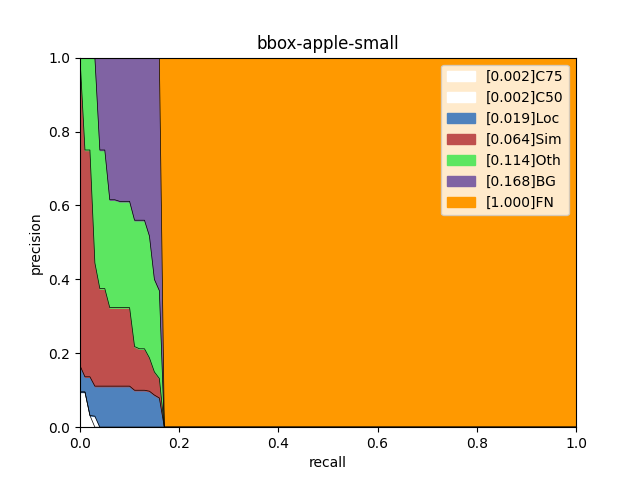 bbox-apple-small
1.0
0.8
0.6
0.4
0.2
0.0
precision
[0.002]C75
[0.002]C50
[0.019]Loc
[0.064]Sim
[0.114]Oth
[0.168]BG
[1.000]FN
0.0 0.2 0.4 0.6 0.8 1.0
recall